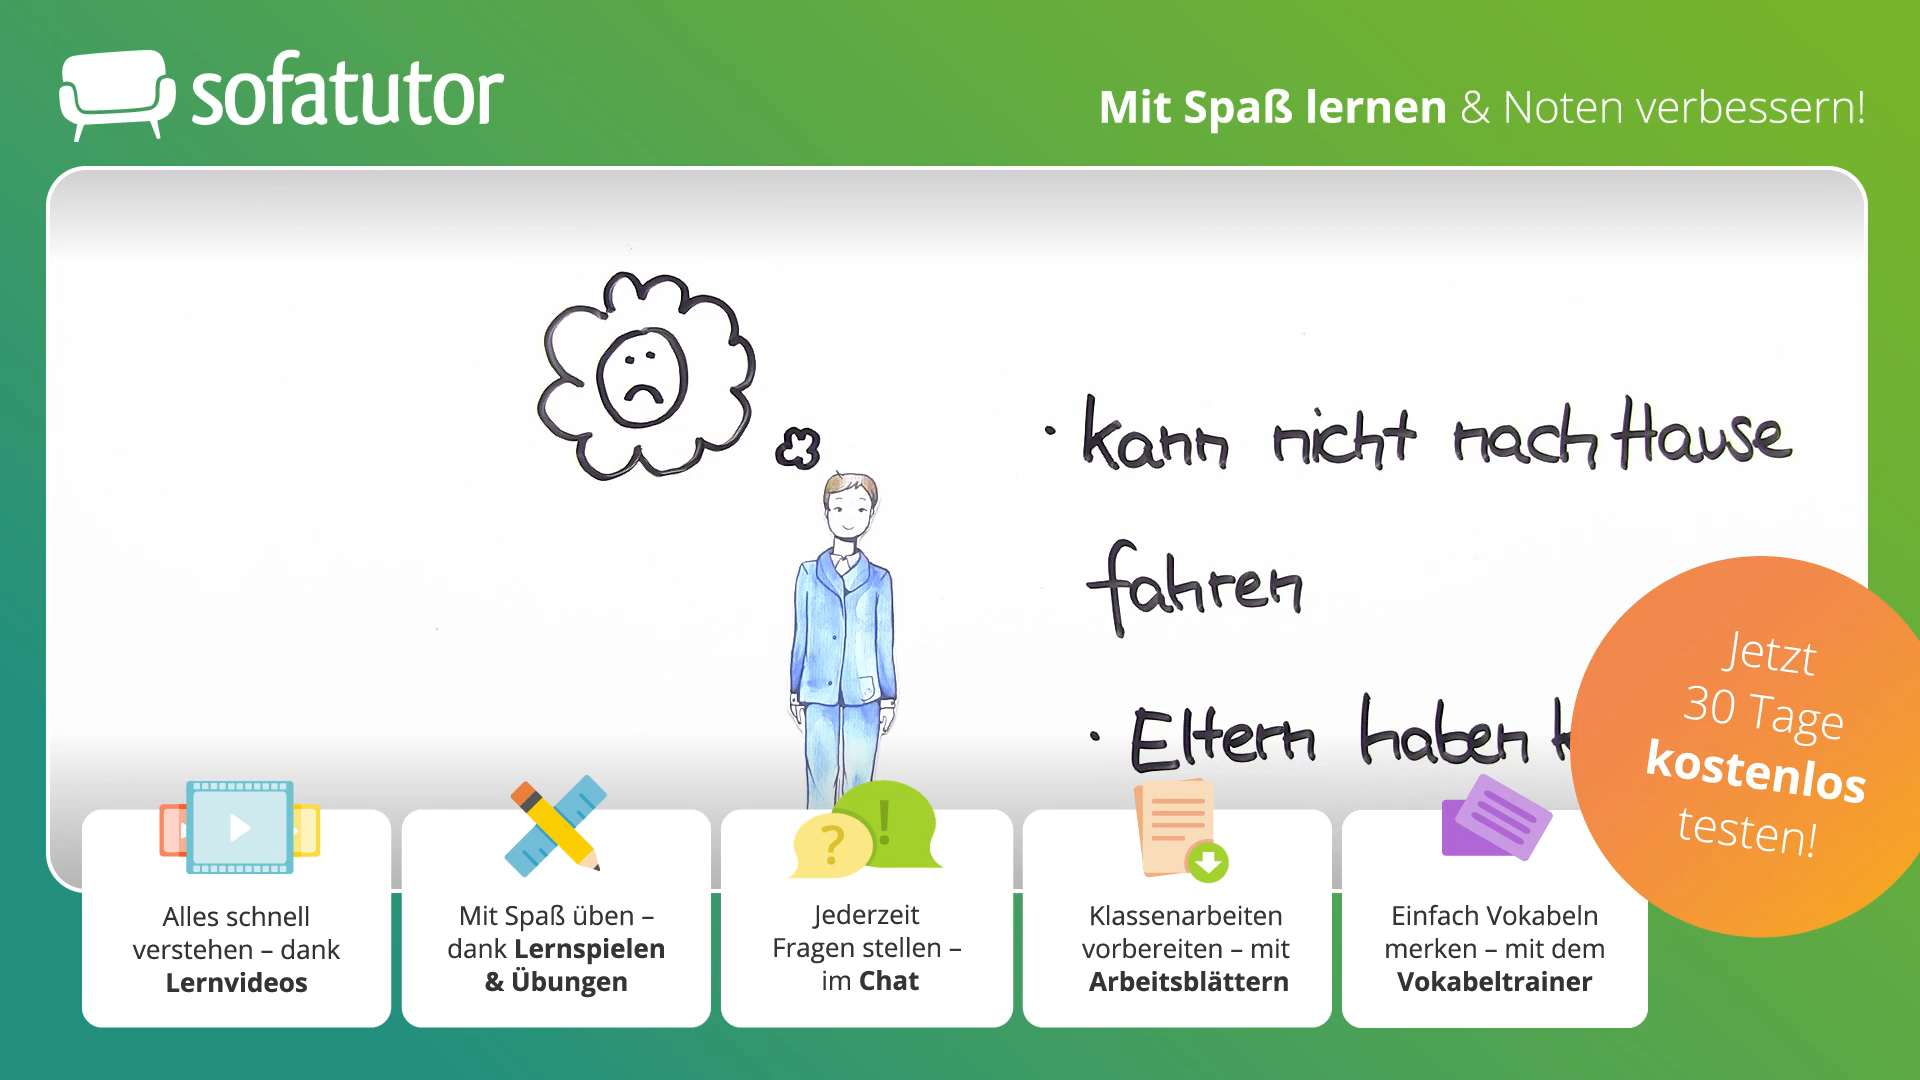 sofatutor
Mit Spaß lernen & Noten verbessern!
· kann nicht nach Hause
fahren
· Eltern haben
Jetzt
30 Tage
kostenlos
testen!
?
!
Alles schnell
verstehen – dank
Lernvideos
Mit Spaß üben –
dank Lernspielen
& Übungen
Jederzeit
Fragen stellen –
im Chat
Klassenarbeiten
vorbereiten – mit
Arbeitsblättern
Einfach Vokabeln
merken – mit dem
Vokabeltrainer